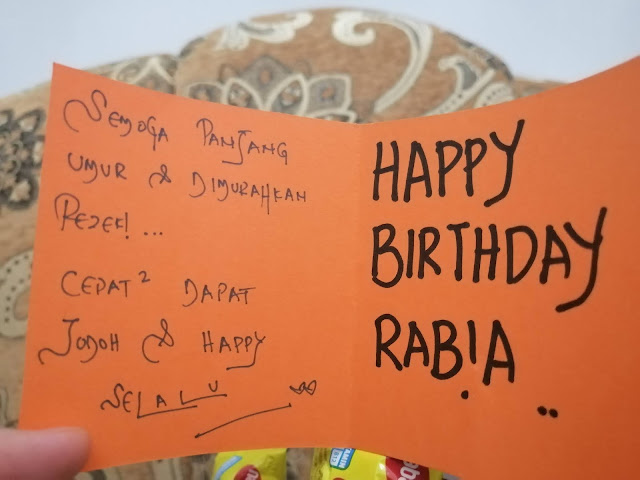 SEMOGA PANJANG
UMUR & DIMURAHKAN
REZEKI ...
CEPAT² DAPAT
JODOH & HAPPY
SELALU
HAPPY
BIRTHDAY
RABIA
..